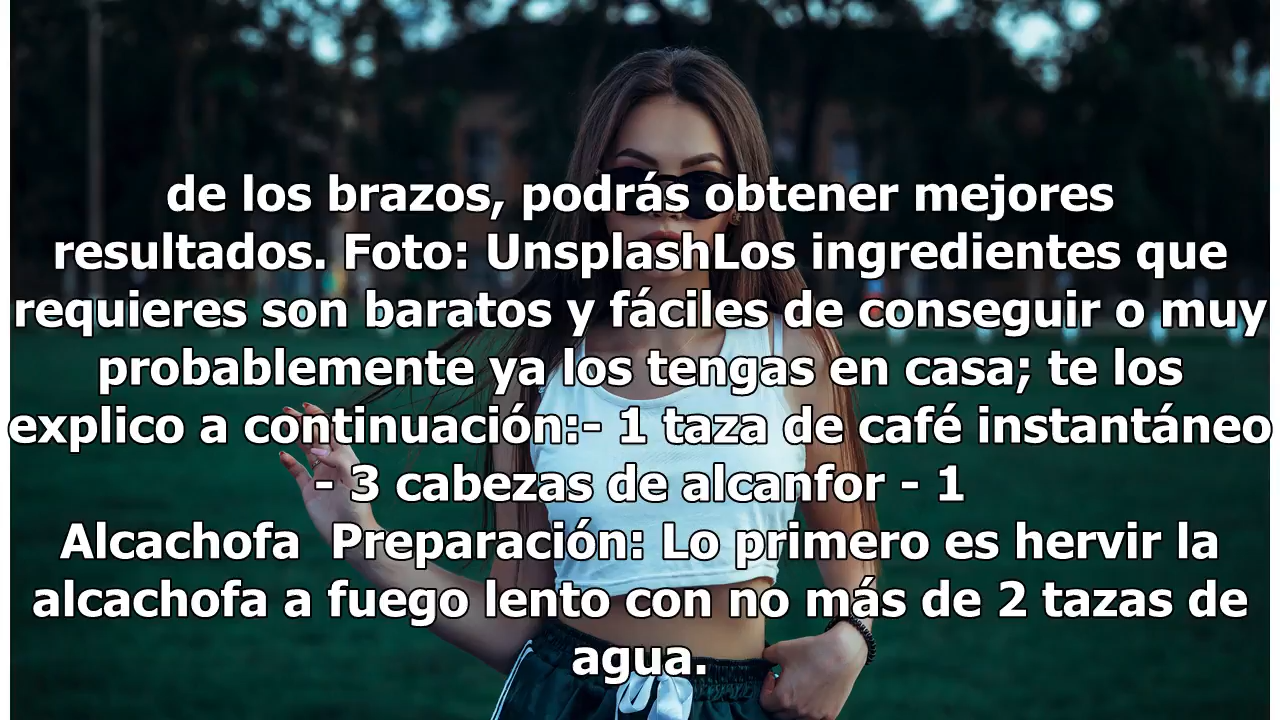 de los brazos, podrás obtener mejores
resultados. Foto: UnsplashLos ingredientes que
requieres son baratos y fáciles de conseguir o muy
probablemente ya los tengas en casa; te los
explico a continuación:- 1 taza de café instantáneo
- 3 cabezas de alcanfor - 1
Alcachofa  Preparación: Lo primero es hervir la
alcachofa a fuego lento con no más de 2 tazas de
agua.